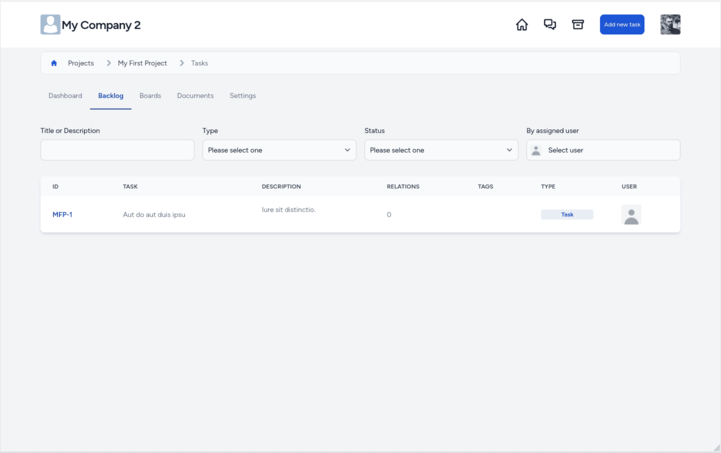 My Company 2
Add new task
Projects > My First Project > Tasks
Dashboard Backlog Boards Documents Settings
Title or Description Type Status By assigned user
Please select one Please select one Select user
ID TASK DESCRIPTION RELATIONS TAGS TYPE USER
MFP-1 Aut do aut duis ipsu Iure sit distinctio. 0 Task